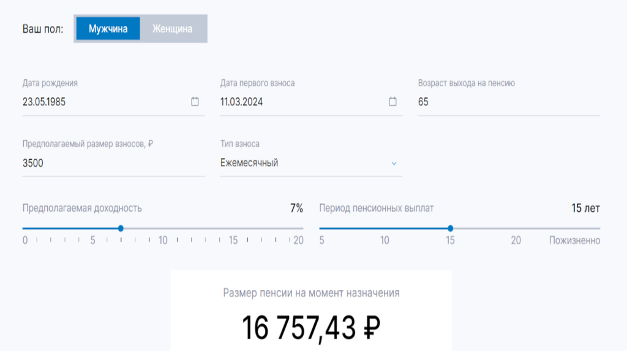 Ваш пол: Мужчина Женщина
Дата рождения Дата первого взноса Возраст выхода на пенсию
23.05.1985 11.03.2024 65
Предполагаемый размер взносов, ₽ Тип взноса
3500 Ежемесячный
Предполагаемая доходность 7% Период пенсионных выплат 15 лет
0 5 10 15 20 5 10 15 20 Пожизненно
Размер пенсии на момент назначения
16 757,43 ₽